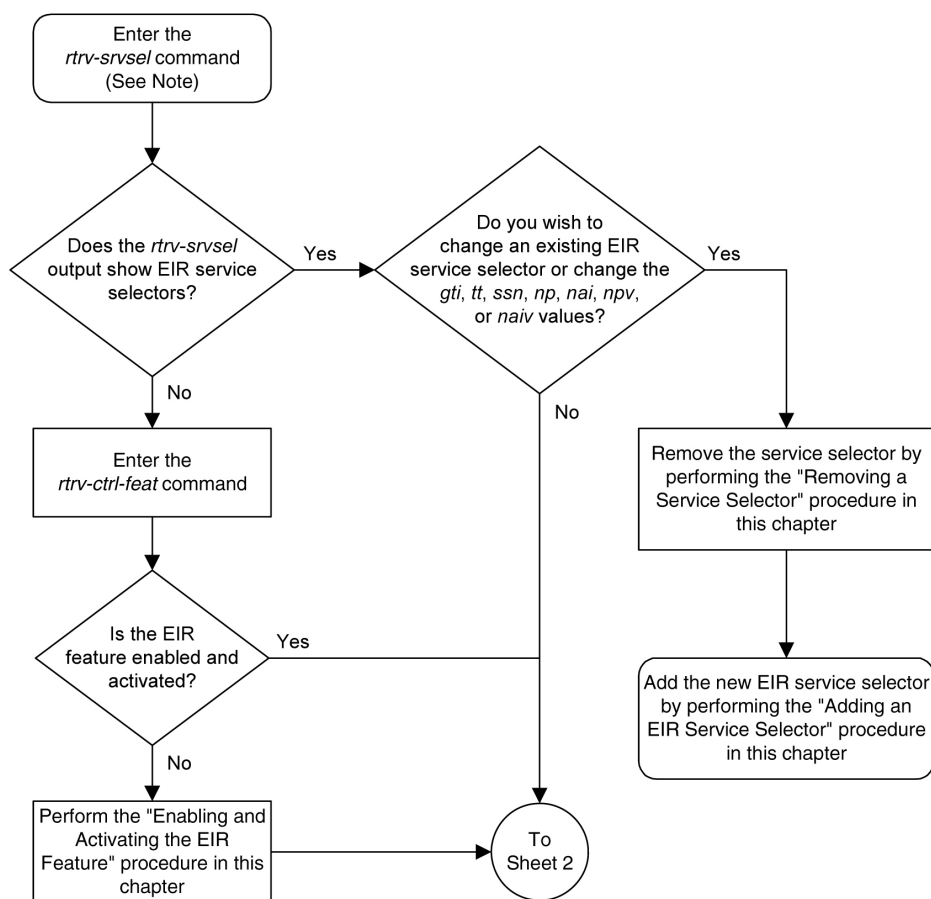 Enter the
rtrv-srvsel command
(See Note)
Does the rtrv-srvsel
output show EIR service
selectors?
Yes
No
Do you wish to
change an existing EIR
service selector or change the
gti, tt, ssn, np, nai, npv,
or naiv values?
Yes
No
Enter the
rtrv-ctrl-feat command
Remove the service selector by
performing the "Removing a
Service Selector" procedure in
this chapter
Is the EIR
feature enabled and
activated?
Yes
No
Add the new EIR service selector
by performing the "Adding an
EIR Service Selector" procedure
in this chapter
Perform the "Enabling and
Activating the EIR
Feature" procedure in this
chapter
To
Sheet 2